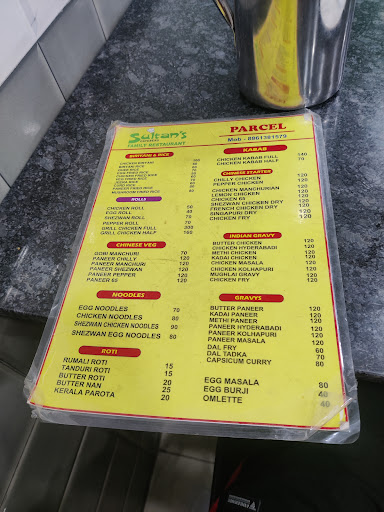 Sultan's
FAMILY RESTAURANT
PARCEL
Mob - 8861391579
BIRYANI & RICE
CHICKEN BIRYANI 100
ROLLS
CHICKEN ROLL 50
EGG ROLL 40
SHEZWAN ROLL 75
PEPPER ROLL 70
GRILL CHICKEN FULL 300
GRILL CHICKEN HALF 160
CHINESE VEG
GOBI MANCHURI 70
PANEER CHILLY 110
PANEER MANCHURI 110
PANEER SHEZWAN 120
PANEER PEPPER 120
PANEER 65 120
NOODLES
EGG NOODLES 70
CHICKEN NOODLES 80
SHEZWAN CHICKEN NOODLES 90
SHEZWAN EGG NOODLES 80
ROTI
RUMALI ROTI 15
TANDURI ROTI 15
BUTTER ROTI 20
BUTTER NAN 25
KERALA PAROTA 20
KABAB
CHICKEN KABAB FULL 140
CHICKEN KABAB HALF 70
CHINESE STARTER
CHILLY CHICKEN 120
PEPPER CHICKEN 120
CHICKEN MANCHURIAN 120
LEMON CHICKEN 120
CHICKEN 65 120
SHEZWAN CHICKEN DRY 120
FRENCH CHICKEN DRY 120
SINGAPURI DRY 120
CHICKEN FRY 120
INDIAN GRAVY
BUTTER CHICKEN 120
CHICKEN HYDERABADI 120
METHI CHICKEN 120
KADAI CHICKEN 120
CHICKEN MASALA 120
CHICKEN KOLHAPURI 120
MUGHLAI GRAVY 120
CHICKEN FRY 120
GRAVYS
BUTTER PANEER 120
KADAI PANEER 120
METHI PANEER 120
PANEER HYDERABADI 120
PANEER KOLHAPURI 120
PANEER MASALA 120
DAL FRY 60
DAL TADKA 60
CAPSICUM CURRY 80
EGG MASALA 80
EGG BURJI 40
OMLETTE 40